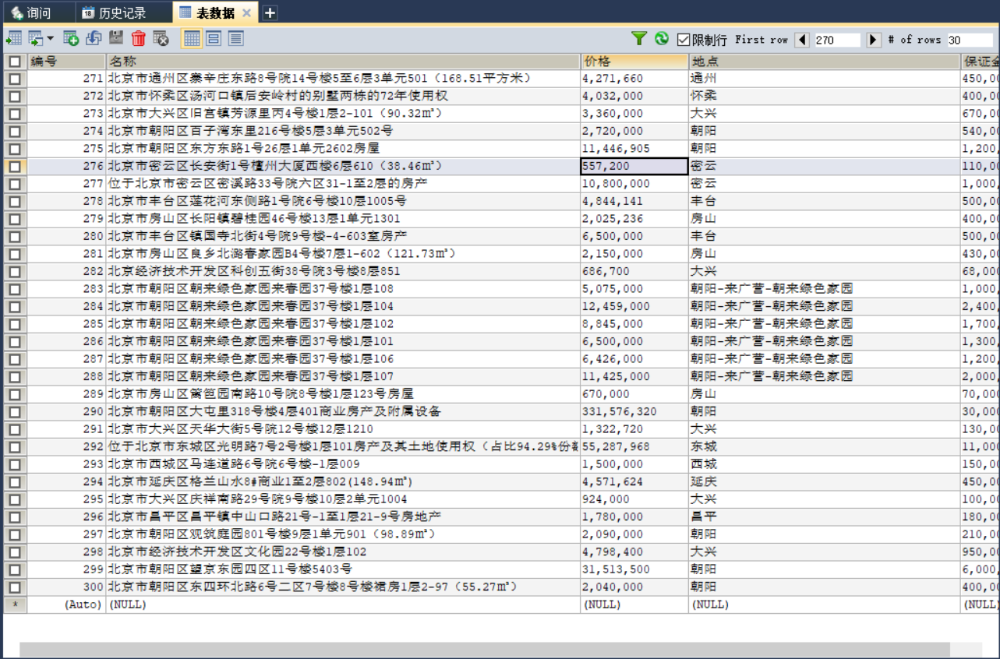 询问 历史记录 表数据
限制行 First row 270 # of rows 30
编号 名称 价格 地点 保证金
271 北京市通州区寨辛庄东路8号院14号楼5至6层3单元501（168.51平方米） 4,271,660 通州 450,00
272 北京市怀柔区汤河口镇后安岭村的别墅两栋的72年使用权 4,032,000 怀柔 400,00
273 北京市大兴区旧宫镇芳源里丙4号楼1层2-101（90.32㎡） 3,360,000 大兴 670,00
274 北京市朝阳区百子湾东里216号楼5层3单元502号 2,720,000 朝阳 540,00
275 北京市朝阳区东方东路1号26层1单元2602房屋 11,446,905 朝阳 1,200,
276 北京市密云区长安街1号檀州大厦西楼6层610（38.46㎡） 557,200 密云 110,00
277 位于北京市密云区密溪路33号院六区31-1至2层的房产 10,800,000 密云 1,000,
278 北京市丰台区莲花河东侧路1号院6号楼10层1005号 4,844,141 丰台 500,00
279 北京市房山区长阳镇碧桂园46号楼13层1单元1301 2,025,236 房山 400,00
280 北京市丰台区镇国寺北街4号院9号楼-4-603室房产 6,500,000 丰台 500,00
281 北京市房山区良乡北潞春家园B4号楼7层1-602（121.73㎡） 2,150,000 房山 430,00
282 北京经济技术开发区科创五街38号院3号楼8层851 686,700 大兴 68,000
283 北京市朝阳区朝来绿色家园来春园37号楼1层108 5,075,000 朝阳-来广营-朝来绿色家园 1,000,
284 北京市朝阳区朝来绿色家园来春园37号楼1层104 12,459,000 朝阳-来广营-朝来绿色家园 2,400,
285 北京市朝阳区朝来绿色家园来春园37号楼1层102 8,845,000 朝阳-来广营-朝来绿色家园 1,700,
286 北京市朝阳区朝来绿色家园来春园37号楼1层101 6,500,000 朝阳-来广营-朝来绿色家园 1,300,
287 北京市朝阳区朝来绿色家园来春园37号楼1层106 6,426,000 朝阳-来广营-朝来绿色家园 1,200,
288 北京市朝阳区朝来绿色家园来春园37号楼1层107 11,425,000 朝阳-来广营-朝来绿色家园 2,000,
289 北京市房山区篱笆园南路10号院8号楼1层123号房屋 670,000 房山 70,000
290 北京市朝阳区大屯里318号楼4层401商业房产及附属设备 331,576,320 朝阳 30,000
291 北京市大兴区天华大街5号院12号楼12层1210 1,322,720 大兴 130,00
292 位于北京市东城区光明路7号2号楼1层101房产及其土地使用权（占比94.29%份 55,287,968 东城 11,000
293 北京市西城区马连道路6号院6号楼-1层009 1,500,000 西城 150,00
294 北京市延庆区格兰山水8#商业1至2层802(148.94㎡) 4,571,624 延庆 450,00
295 北京市大兴区庆祥南路29号院9号楼10层2单元1004 924,000 大兴 100,00
296 北京市昌平区昌平镇中山口路21号-1至1层21-9号房地产 1,780,000 昌平 180,00
297 北京市朝阳区观筑庭园801号楼9层1单元901（98.89㎡） 2,090,000 朝阳 210,00
298 北京市经济技术开发区文化园22号楼1层102 4,798,400 大兴 950,00
299 北京市朝阳区望京东园四区11号楼5403号 31,513,500 朝阳 6,000,
300 北京市朝阳区东四环北路6号二区7号楼8号楼裙房1层2-97（55.27㎡） 2,040,000 朝阳 400,00
* (Auto) (NULL) (NULL) (NULL) (NULL)